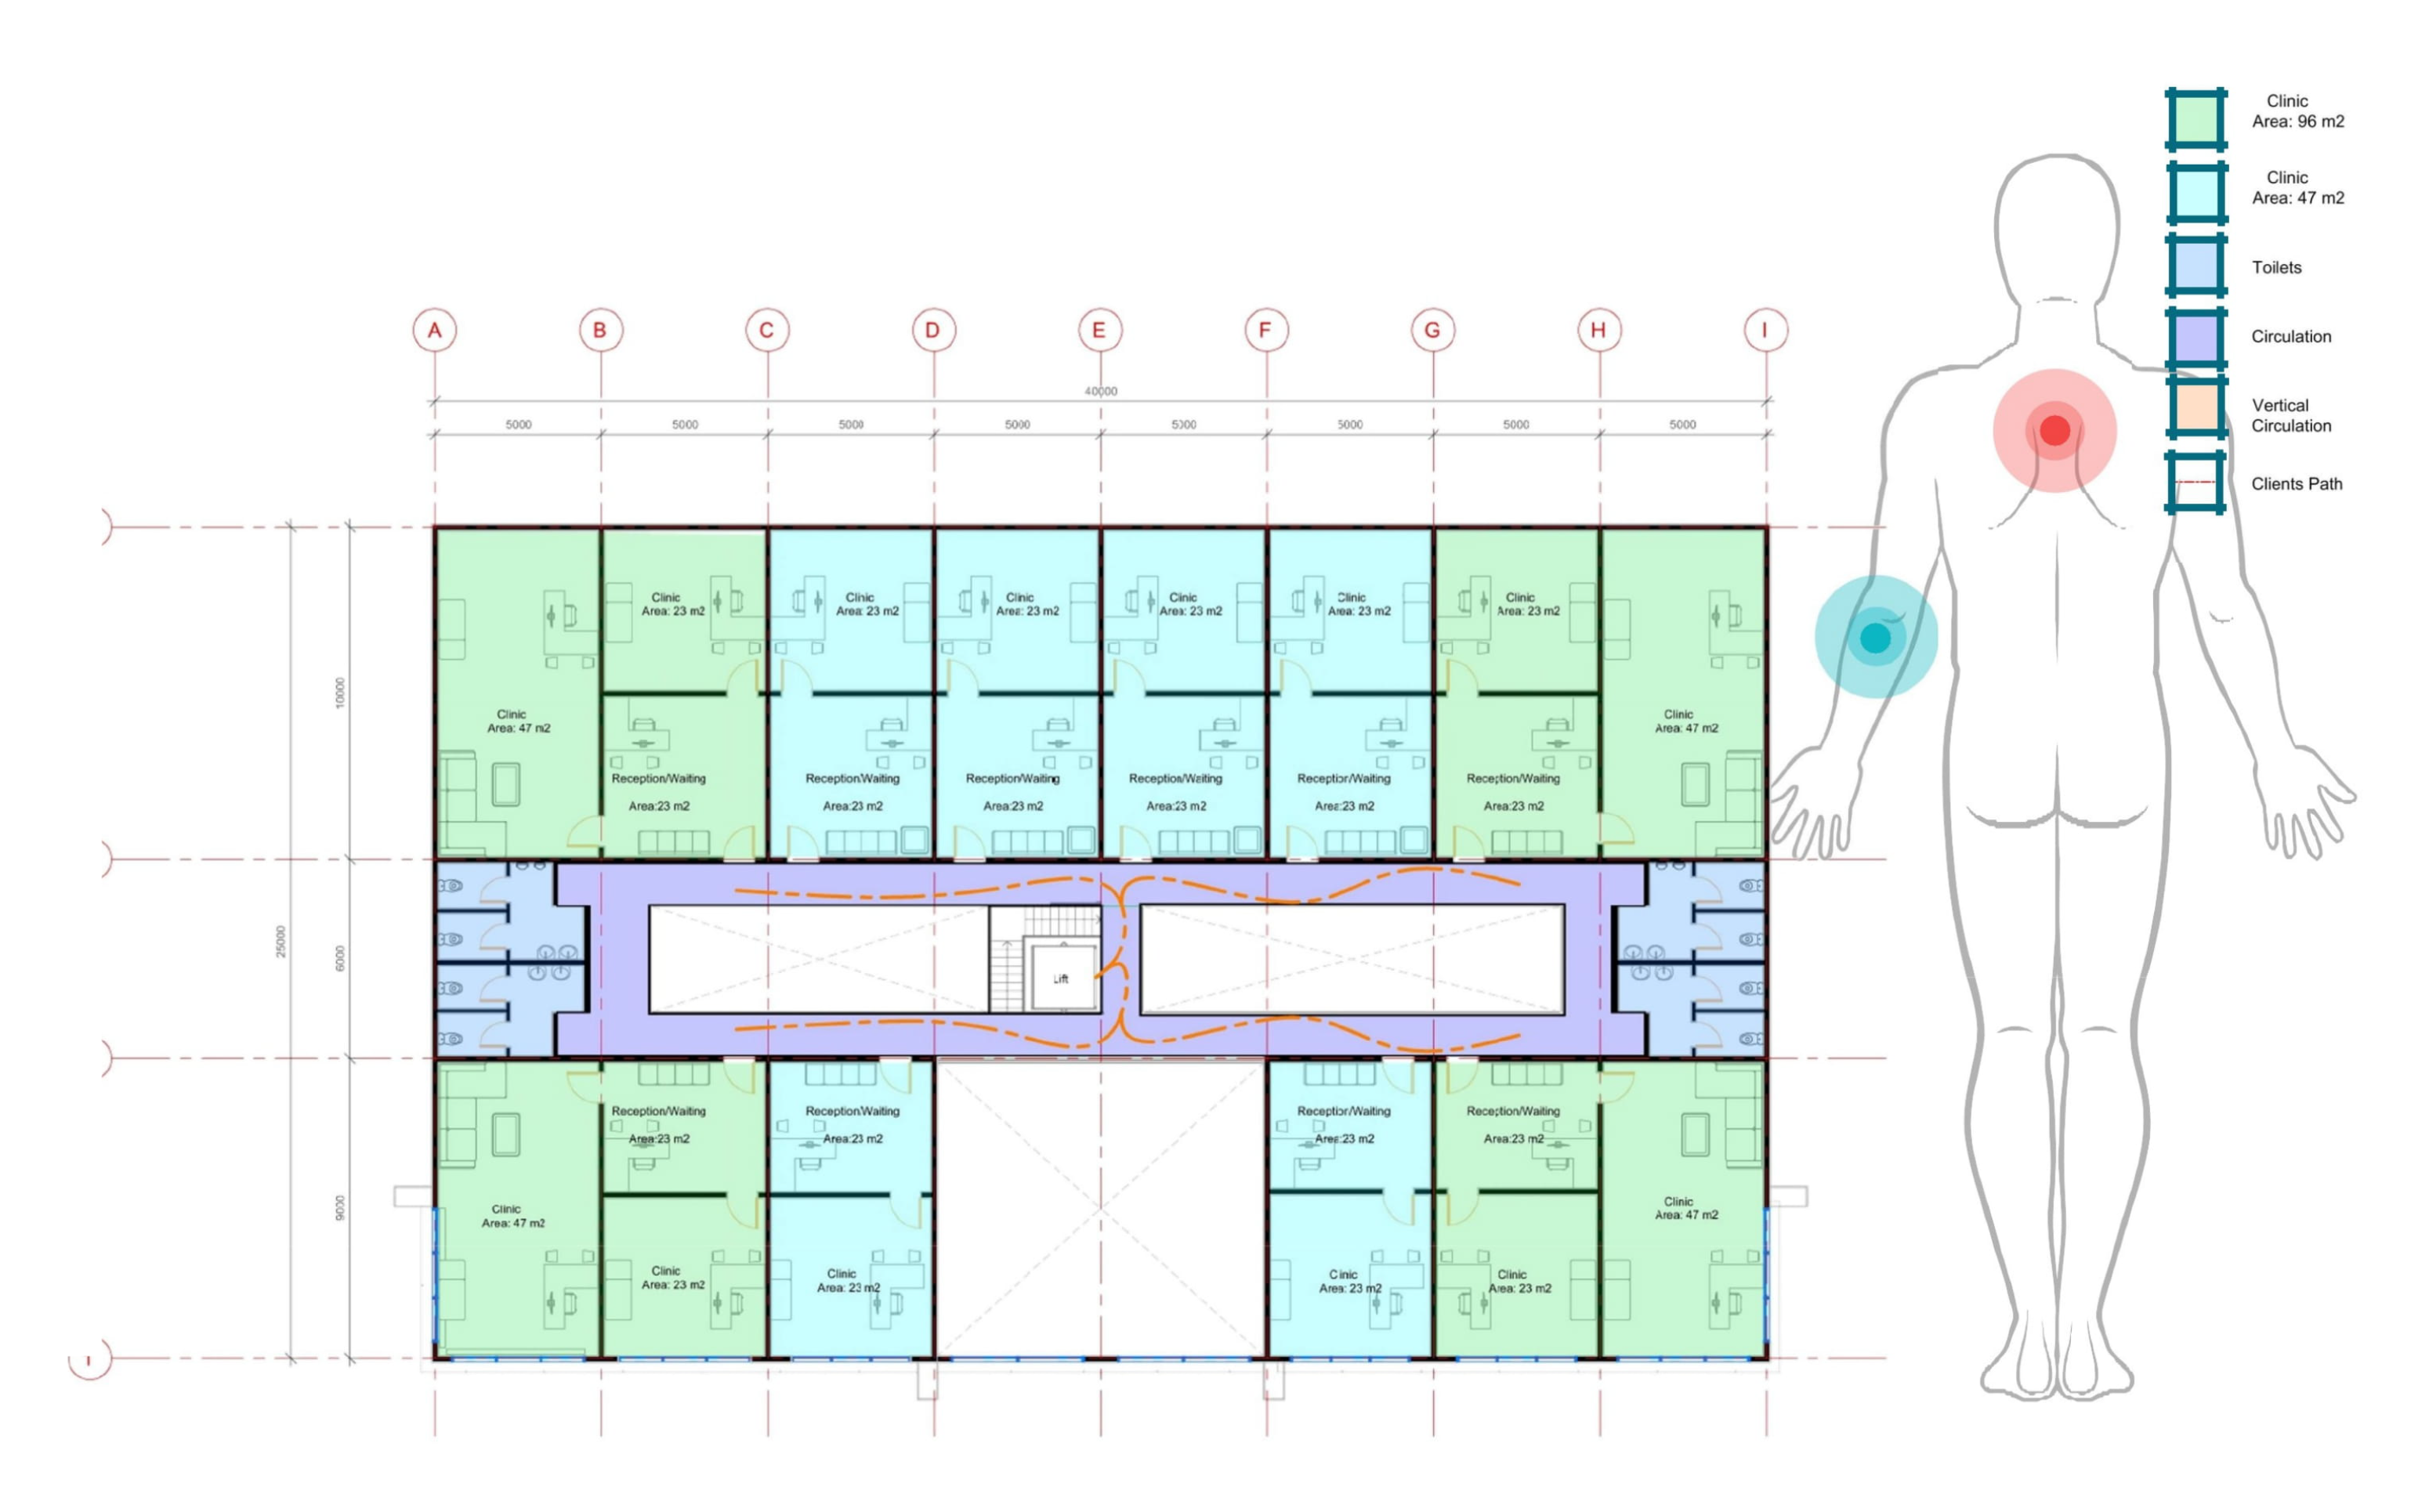 Clinic
Area: 96 m2
Clinic
Area: 47 m2
Toilets
Circulation
Vertical
Circulation
Clients Path
A B C D E F G H I
40000
5000 5000 5000 5000 5300 5000 5000 5000
Clinic
Area: 23 m2
Clinic
Area: 23 m2
Clinic
Area: 23 m2
Clinic
Area: 23 m2
Clinic
Area: 23 m2
Clinic
Area: 23 m2
10000
Clinic
Area: 47 m2
Clinic
Area: 47 m2
Reception/Waiting
Area:23 m2
Reception/Waiting
Area:23 m2
Reception/Waiting
Area:23 m2
Reception/Waiting
Area:23 m2
Reception/Waiting
Area:23 m2
Reception/Waiting
Area:23 m2
25000
6000
Lift
Reception/Waiting
Area:23 m2
Reception/Waiting
Area:23 m2
Reception/Waiting
Area:23 m2
Reception/Waiting
Area:23 m2
9000
Clinic
Area: 47 m2
Clinic
Area: 47 m2
Clinic
Area: 23 m2
Clinic
Area: 23 m2
Clinic
Area: 23 m2
Clinic
Area: 23 m2